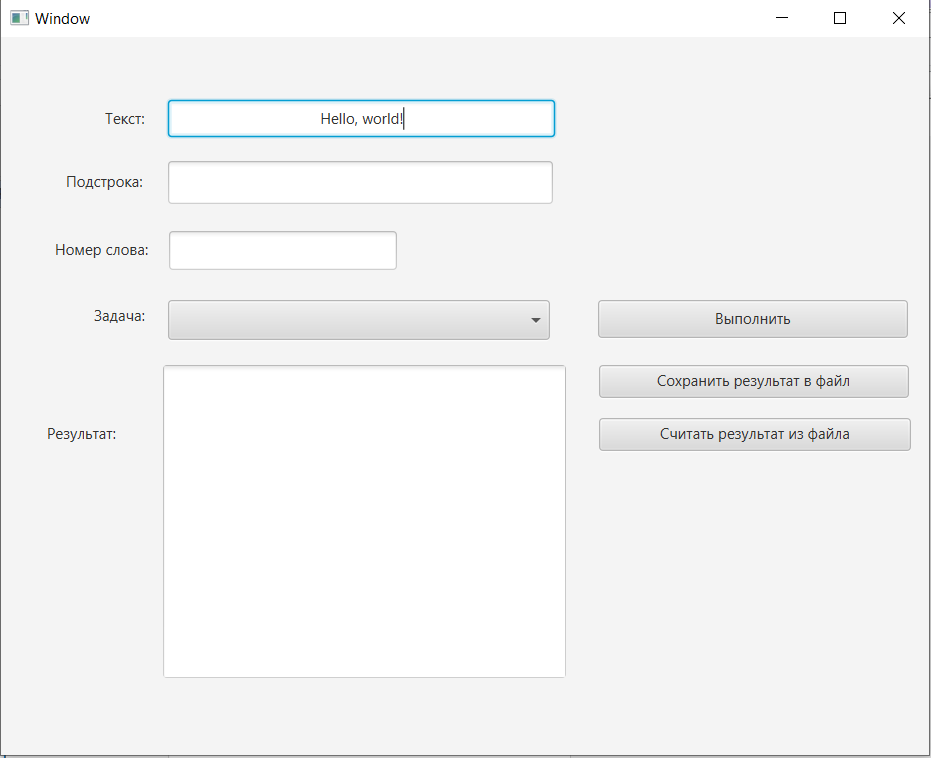 Window
Текст:
Hello, world!
Подстрока:
Номер слова:
Задача:
Выполнить
Сохранить результат в файл
Результат:
Считать результат из файла